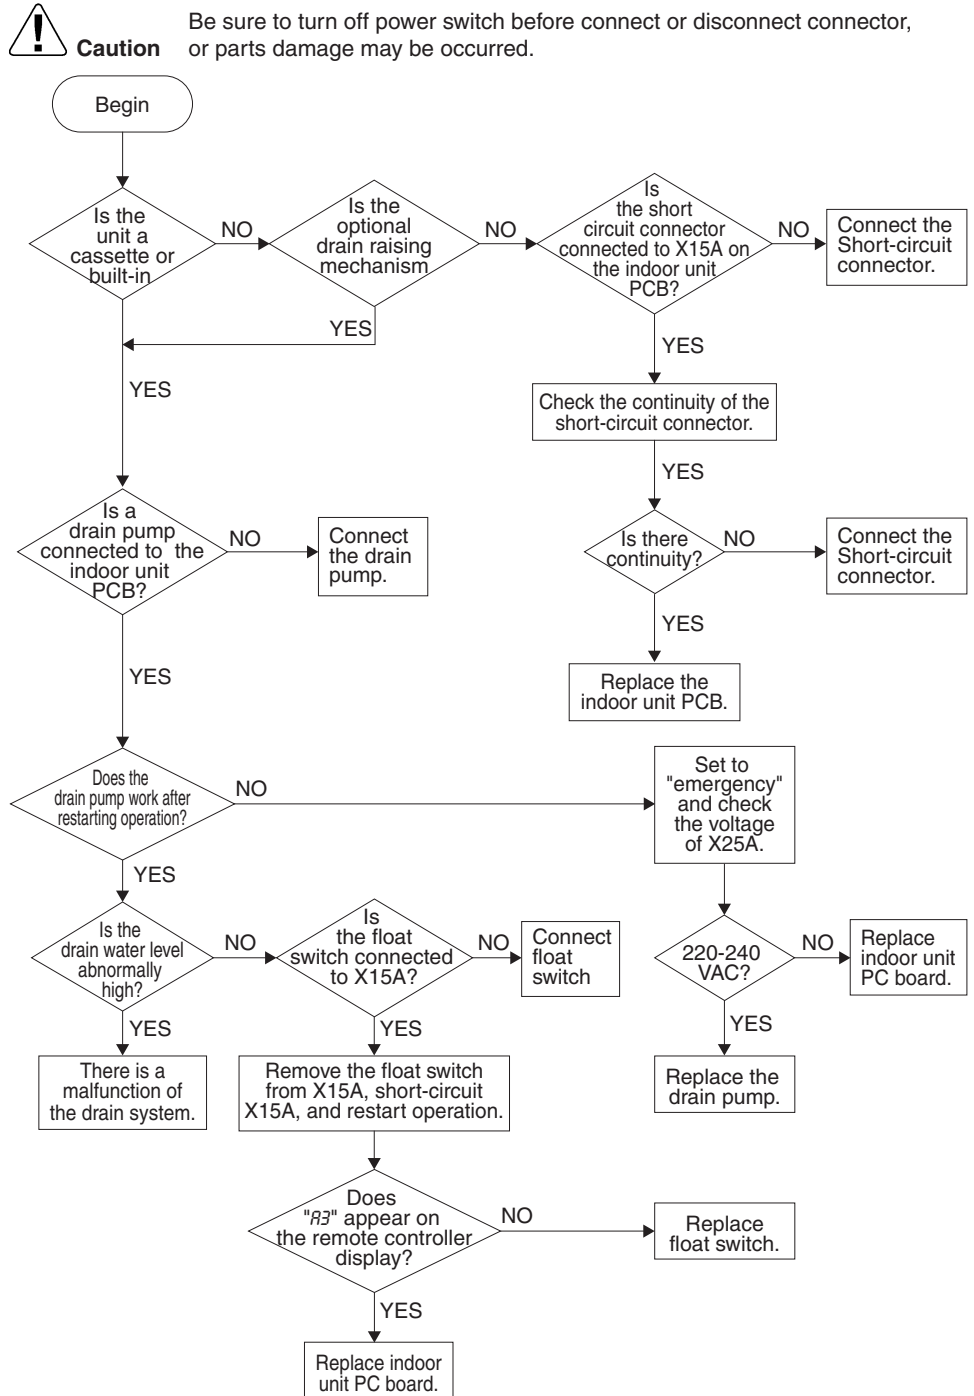 Caution
Be sure to turn off power switch before connect or disconnect connector,
or parts damage may be occurred.
Begin
Is the
unit a
cassette or
built-in
NO
Is the
optional
drain raising
mechanism
NO
Is
the short
circuit connector
connected to X15A on
the indoor unit
PCB?
NO
Connect the
Short-circuit
connector.
YES
YES
YES
Check the continuity of the
short-circuit connector.
YES
Is there
continuity?
NO
Connect the
Short-circuit
connector.
YES
Replace the
indoor unit PCB.
Is a
drain pump
connected to the
indoor unit
PCB?
NO
Connect
the drain
pump.
YES
Does the
drain pump work after
restarting operation?
NO
Set to
"emergency"
and check
the voltage
of X25A.
YES
Is the
drain water level
abnormally
high?
NO
Is
the float
switch connected
to X15A?
NO
Connect
float
switch
220-240
VAC?
NO
Replace
indoor unit
PC board.
YES
YES
YES
There is a
malfunction of
the drain system.
Remove the float switch
from X15A, short-circuit
X15A, and restart operation.
Replace the
drain pump.
Does
"A3" appear on
the remote controller
display?
NO
Replace
float switch.
YES
Replace indoor
unit PC board.